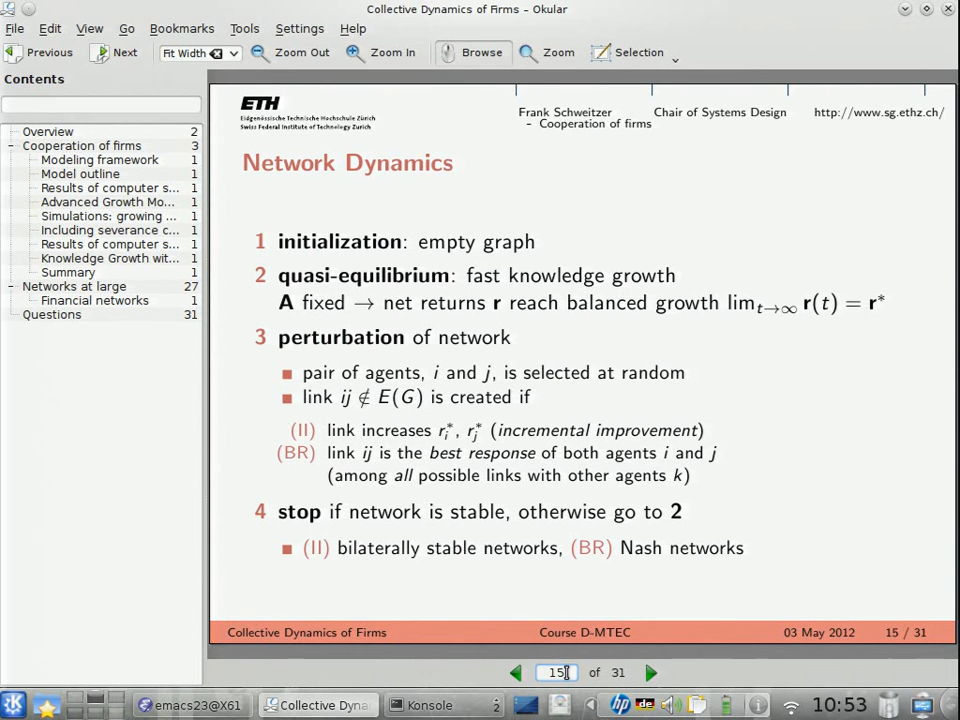 Collective Dynamics of Firms - Okular
File Edit View Go Bookmarks Tools Settings Help
Previous Next Fit Width Zoom Out Zoom In Browse Zoom Selection
Contents
Overview 2
Cooperation of firms 3
Modeling framework 1
Model outline 1
Results of computer s... 1
Advanced Growth Mo... 1
Simulations: growing ... 1
Including severance c... 1
Results of computer s... 1
Knowledge Growth wit... 1
Summary 1
Networks at large 27
Financial networks 1
Questions 31
ETH
Eidgenössische Technische Hochschule Zürich
Swiss Federal Institute of Technology Zurich
Frank Schweitzer Chair of Systems Design http://www.sg.ethz.ch/
- Cooperation of firms
Network Dynamics
1 initialization: empty graph
2 quasi-equilibrium: fast knowledge growth
A fixed → net returns r reach balanced growth lim_{t→∞} r(t) = r*
3 perturbation of network
■ pair of agents, i and j, is selected at random
■ link ij ∉ E(G) is created if
(II) link increases r_i*, r_j* (incremental improvement)
(BR) link ij is the best response of both agents i and j
(among all possible links with other agents k)
4 stop if network is stable, otherwise go to 2
■ (II) bilaterally stable networks, (BR) Nash networks
Collective Dynamics of Firms Course D-MTEC 03 May 2012 15 / 31
15 of 31
emacs23@X61 Collective Dyna Konsole 2 hp 10:53